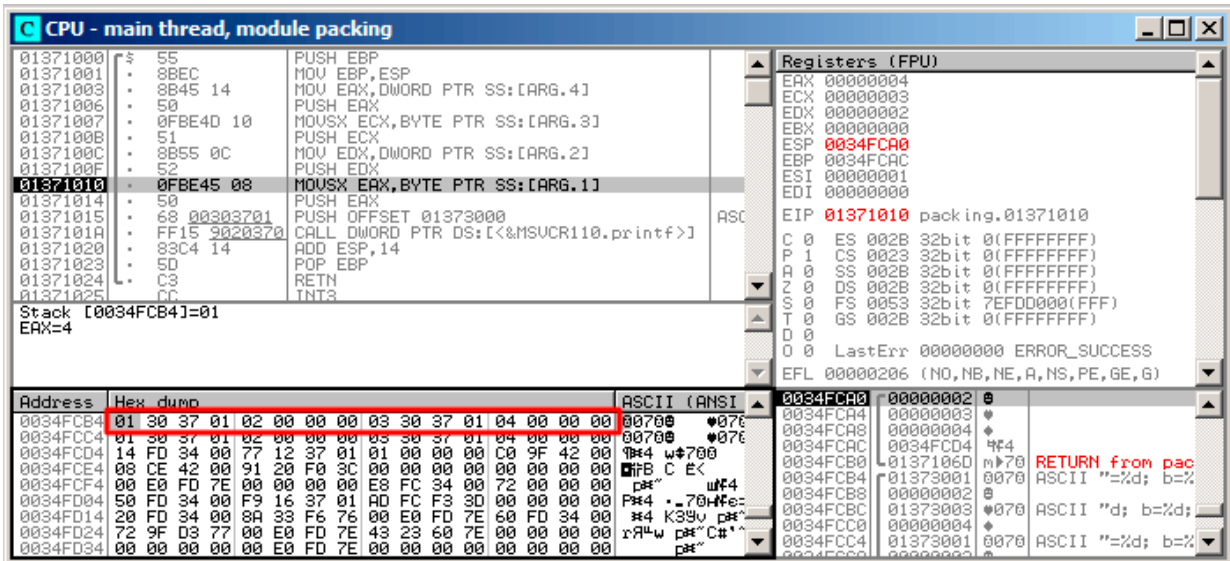 CPU - main thread, module packing
01371000 $ 55 PUSH EBP
01371001 . 8BEC MOV EBP,ESP
01371003 . 8B45 14 MOV EAX,DWORD PTR SS:[ARG.4]
01371006 . 50 PUSH EAX
01371007 . 0FBE4D 10 MOVSX ECX,BYTE PTR SS:[ARG.3]
0137100B . 51 PUSH ECX
0137100C . 8B55 0C MOV EDX,DWORD PTR SS:[ARG.2]
0137100F . 52 PUSH EDX
01371010 . 0FBE45 08 MOVSX EAX,BYTE PTR SS:[ARG.1]
01371014 . 50 PUSH EAX
01371015 . 68 00303701 PUSH OFFSET 01373000 ASC
0137101A . FF15 9020370 CALL DWORD PTR DS:[<&MSVCR110.printf>]
01371020 . 83C4 14 ADD ESP,14
01371023 . 5D POP EBP
01371024 . C3 RETN
01371025 CC INT3
Stack [0034FCB4]=01
EAX=4
Registers (FPU)
EAX 00000004
ECX 00000003
EDX 00000002
EBX 00000000
ESP 0034FCA0
EBP 0034FCAC
ESI 00000001
EDI 00000000
EIP 01371010 packing.01371010
C 0 ES 002B 32bit 0(FFFFFFFF)
P 1 CS 0023 32bit 0(FFFFFFFF)
A 0 SS 002B 32bit 0(FFFFFFFF)
Z 0 DS 002B 32bit 0(FFFFFFFF)
S 0 FS 0053 32bit 7EFDD000(FFF)
T 0 GS 002B 32bit 0(FFFFFFFF)
D 0
O 0 LastErr 00000000 ERROR_SUCCESS
EFL 00000206 (NO,NB,NE,A,NS,PE,GE,G)
Address Hex dump ASCII (ANSI
0034FCB4 01 30 37 01 02 00 00 00 03 30 37 01 04 00 00 00
0034FCC4 01 30 37 01 02 00 00 00 03 30 37 01 04 00 00 00
0034FCD4 14 FD 34 00 77 12 37 01 01 00 00 00 C0 9F 42 00
0034FCE4 08 CE 42 00 91 20 F0 3C 00 00 00 00 00 00 00 00
0034FCF4 00 E0 FD 7E 00 00 00 00 E8 FC 34 00 72 00 00 00
0034FD04 50 FD 34 00 F9 16 37 01 AD FC F3 3D 00 00 00 00
0034FD14 20 FD 34 00 8A 33 F6 76 00 E0 FD 7E 60 FD 34 00
0034FD24 72 9F D3 77 00 E0 FD 7E 43 23 60 7E 00 00 00 00
0034FD34 00 00 00 00 00 E0 FD 7E 00 00 00 00 00 00 00 00
0034FCA0 00000002
0034FCA4 00000003
0034FCA8 00000004
0034FCAC 0034FCD4
0034FCB0 0137106D RETURN from pac
0034FCB4 01373001 ASCII "=%d; b=%
0034FCB8 00000002
0034FCBC 01373003 ASCII "d; b=%d;
0034FCC0 00000004
0034FCC4 01373001 ASCII "=%d; b=%